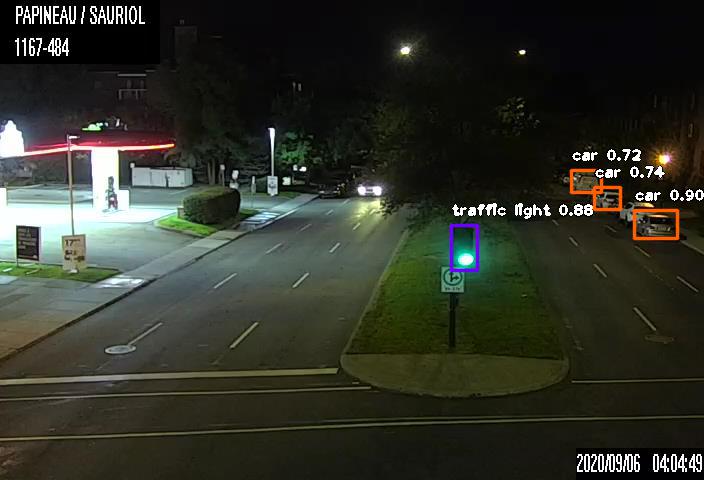 PAPINEAU / SAURIOL
1167-484
car 0.72
car 0.74
car 0.90
traffic light 0.88
2020/09/06 04:04:49